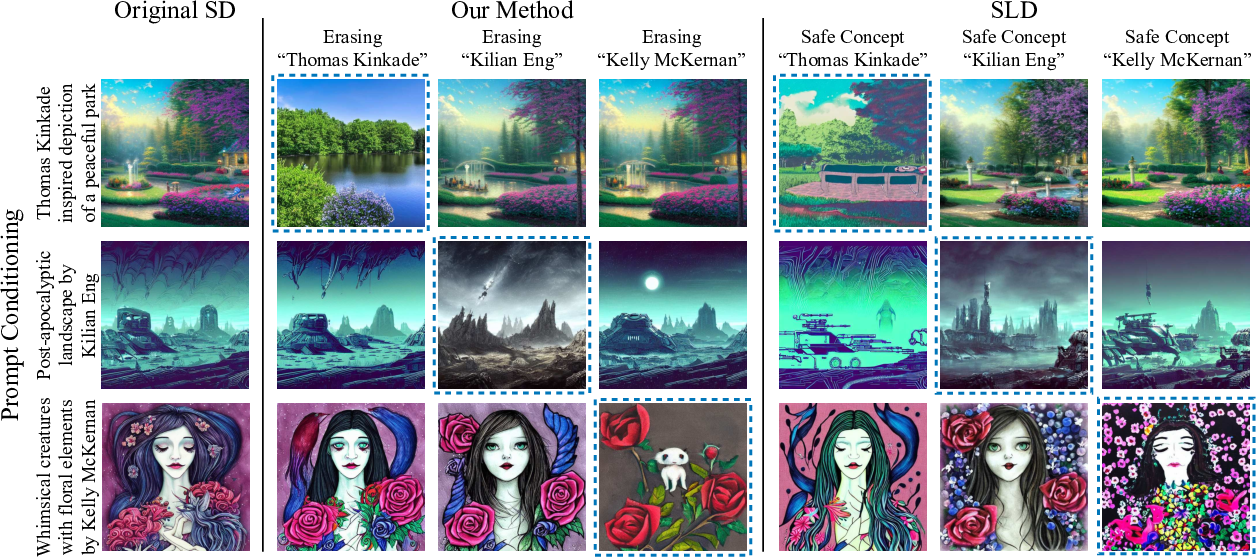 Original SD
Our Method
SLD
Erasing
“Thomas Kinkade”
Erasing
“Kilian Eng”
Erasing
“Kelly McKernan”
Safe Concept
“Thomas Kinkade”
Safe Concept
“Kilian Eng”
Safe Concept
“Kelly McKernan”
Prompt Conditioning
Thomas Kinkade
inspired depiction
of a peaceful park
Post-apocalyptic
landscape by
Kilian Eng
Whimsical creatures
with floral elements
by Kelly McKernan